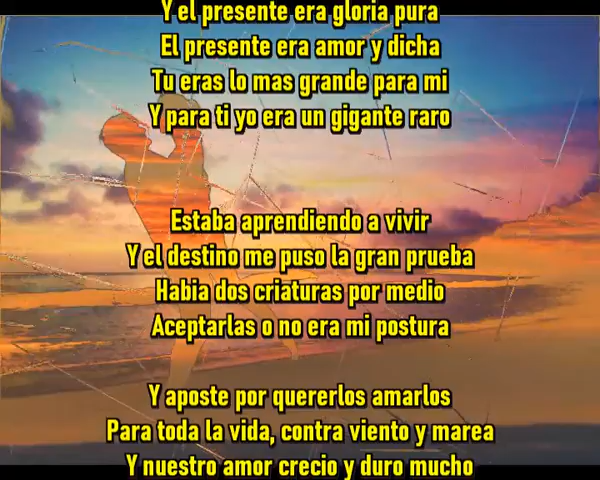 Y el presente era gloria pura
El presente era amor y dicha
Tu eras lo mas grande para mi
Y para ti yo era un gigante raro
Estaba aprendiendo a vivir
Y el destino me puso la gran prueba
Habia dos criaturas por medio
Aceptarlas o no era mi postura
Y aposte por quererlos amarlos
Para toda la vida, contra viento y marea
Y nuestro amor crecio y duro mucho